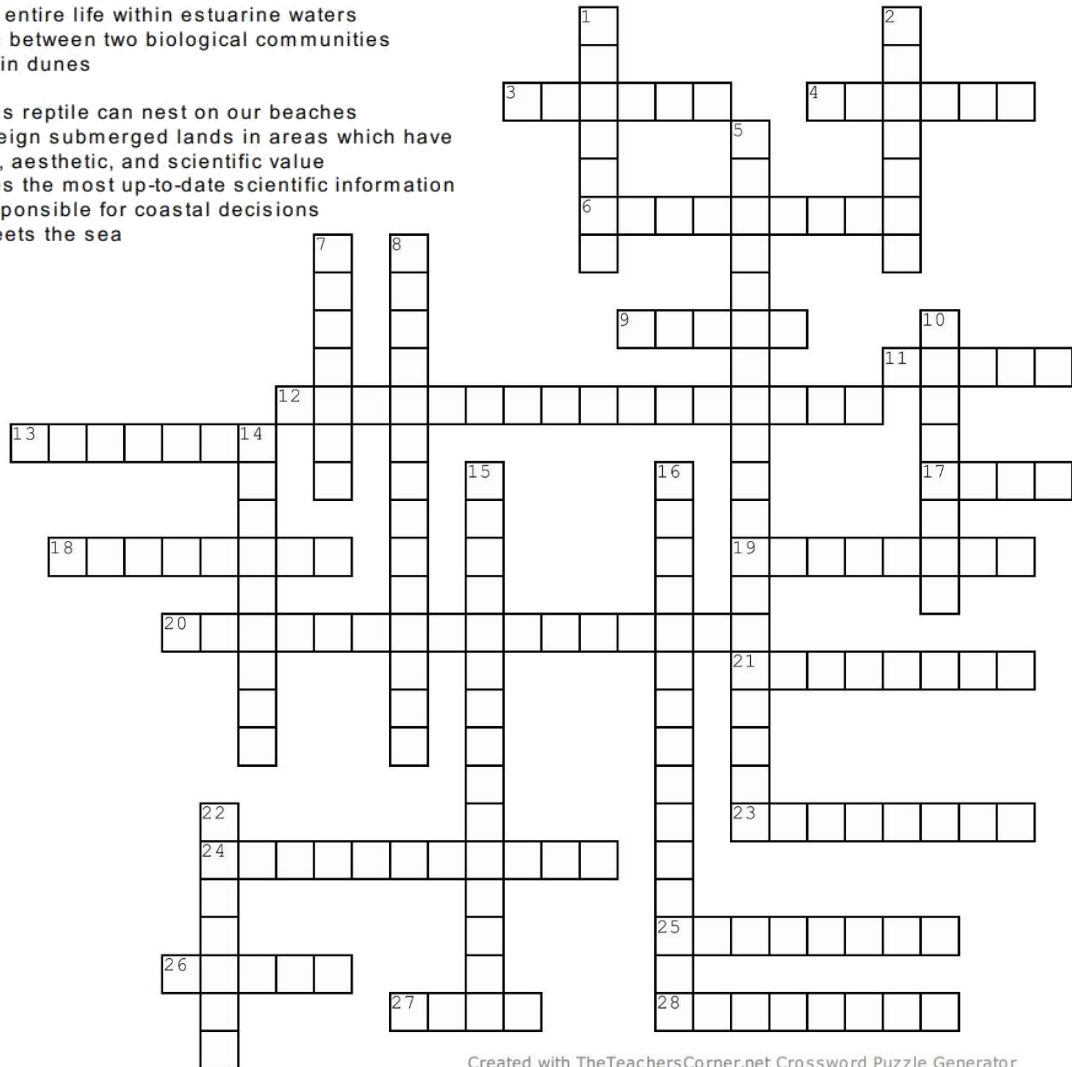 entire life within estuarine waters
between two biological communities
in dunes
s reptile can nest on our beaches
eign submerged lands in areas which have
, aesthetic, and scientific value
s the most up-to-date scientific information
ponsible for coastal decisions
eets the sea
1
2
3
4
5
6
7
8
9
10
11
12
13
14
15
16
17
18
19
20
21
22
23
24
25
26
27
28
Created with TheTeachersCorner.net Crossword Puzzle Generator